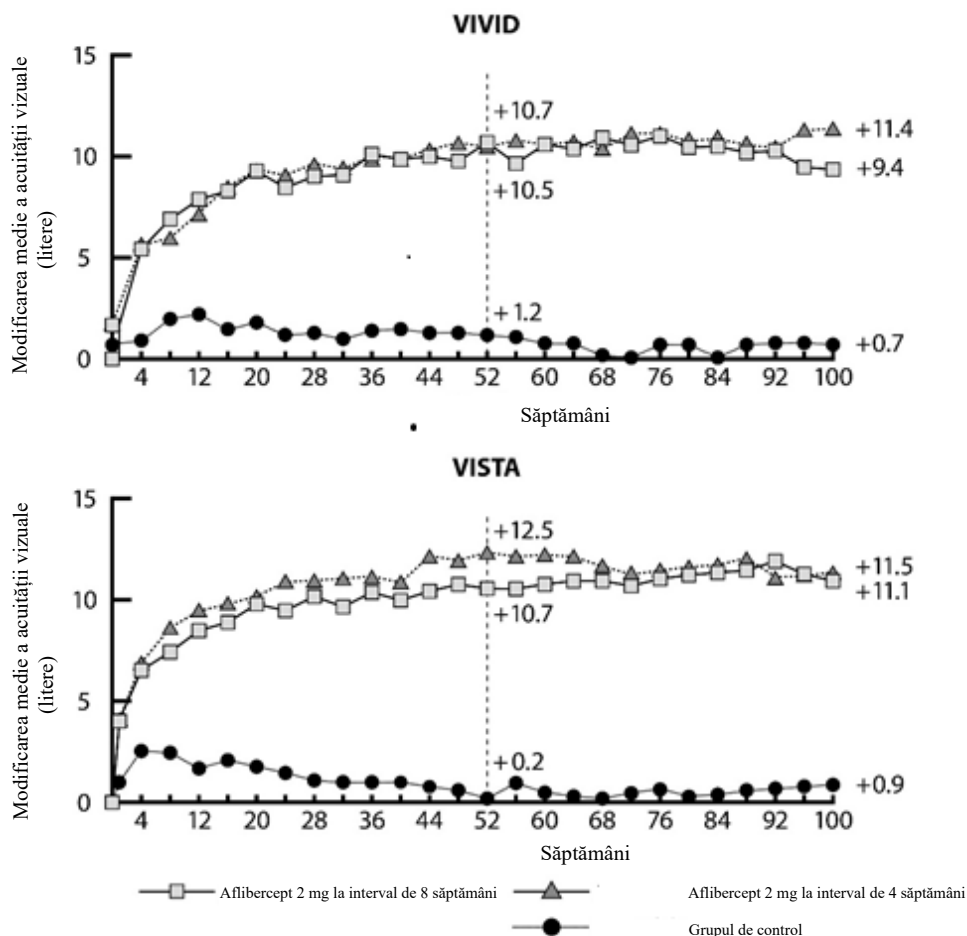 VIVID
Modificarea medie a acuității vizuale
(litere)
15
10
5
0
+10.7
+10.5
+1.2
+11.4
+9.4
+0.7
4 12 20 28 36 44 52 60 68 76 84 92 100
Săptămâni
VISTA
Modificarea medie a acuității vizuale
(litere)
15
10
5
0
+12.5
+10.7
+0.2
+11.5
+11.1
+0.9
4 12 20 28 36 44 52 60 68 76 84 92 100
Săptămâni
Aflibercept 2 mg la interval de 8 săptămâni Aflibercept 2 mg la interval de 4 săptămâni
Grupul de control